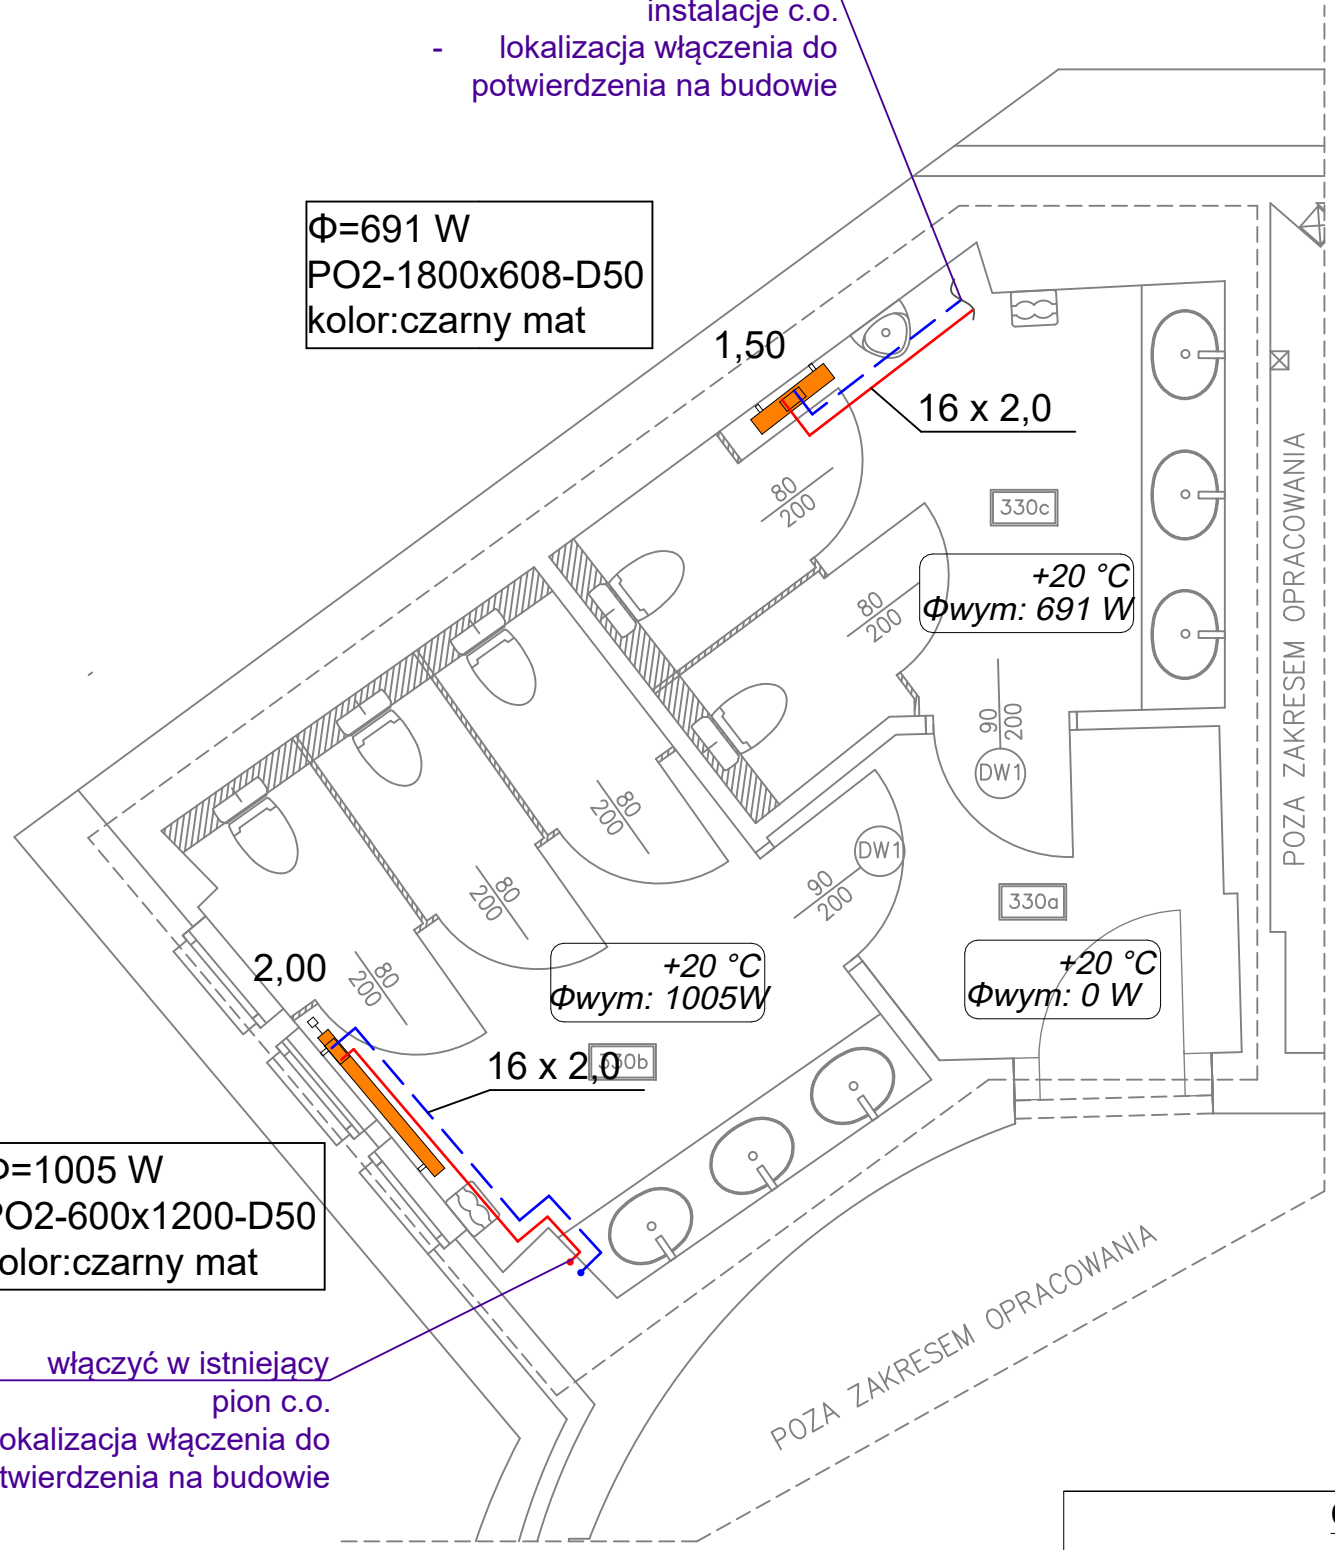 instalacje c.o.
- lokalizacja włączenia do
potwierdzenia na budowie
Φ=691 W
PO2-1800x608-D50
kolor:czarny mat
1,50
16 x 2,0
80
200
330c
+20 °C
Φwym: 691 W
80
200
POZA ZAKRESEM OPRACOWANIA
90
200
DW1
80
200
DW1
90
200
80
200
330a
2,00
80
200
+20 °C
Φwym: 1005W
+20 °C
Φwym: 0 W
16 x 2,0
330b
Φ=1005 W
PO2-600x1200-D50
olor:czarny mat
POZA ZAKRESEM OPRACOWANIA
włączyć w istniejący
pion c.o.
okalizacja włączenia do
twierdzenia na budowie